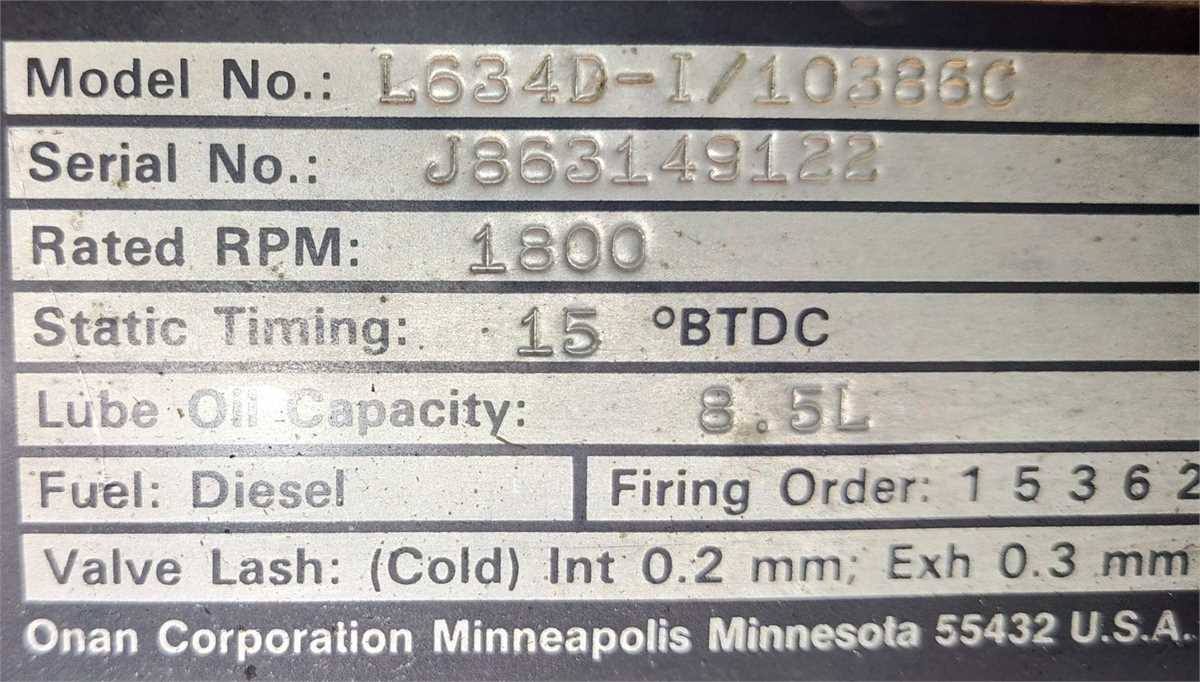 Model No.: L634D-I/10386C
Serial No.: J863149122
Rated RPM: 1800
Static Timing: 15 °BTDC
Lube Oil Capacity: 8.5L
Fuel: Diesel Firing Order: 1 5 3 6 2
Valve Lash: (Cold) Int 0.2 mm; Exh 0.3 mm
Onan Corporation Minneapolis Minnesota 55432 U.S.A.